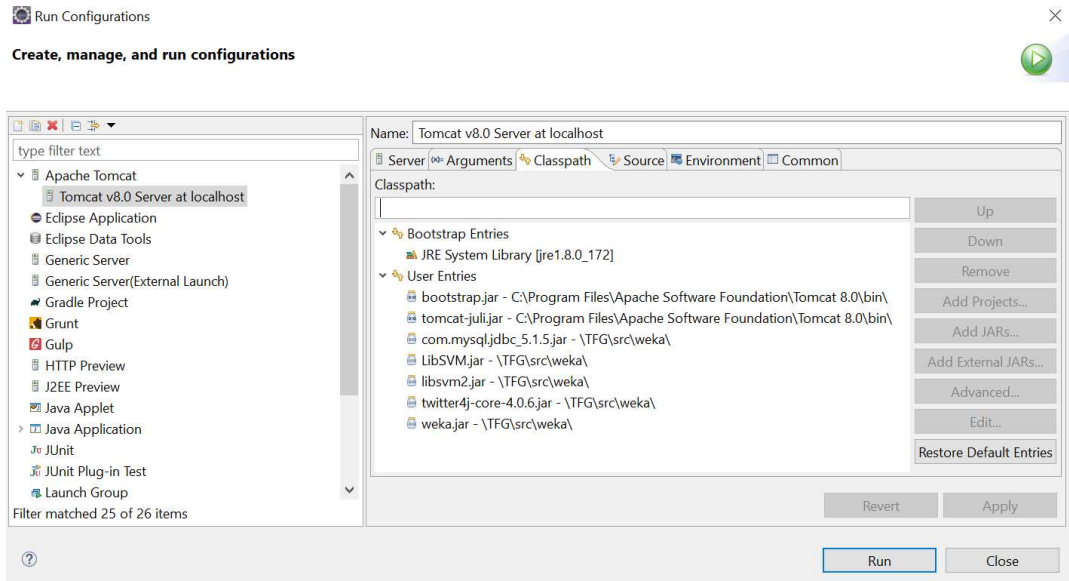 Run Configurations
Create, manage, and run configurations
type filter text
Apache Tomcat
Tomcat v8.0 Server at localhost
Eclipse Application
Eclipse Data Tools
Generic Server
Generic Server(External Launch)
Gradle Project
Grunt
Gulp
HTTP Preview
J2EE Preview
Java Applet
Java Application
JUnit
JUnit Plug-in Test
Launch Group
Filter matched 25 of 26 items
Name: Tomcat v8.0 Server at localhost
Server Arguments Classpath Source Environment Common
Classpath:
Bootstrap Entries
JRE System Library [jre1.8.0_172]
User Entries
bootstrap.jar - C:\Program Files\Apache Software Foundation\Tomcat 8.0\bin\
tomcat-juli.jar - C:\Program Files\Apache Software Foundation\Tomcat 8.0\bin\
com.mysql.jdbc_5.1.5.jar - \TFG\src\weka\
LibSVM.jar - \TFG\src\weka\
libsvm2.jar - \TFG\src\weka\
twitter4j-core-4.0.6.jar - \TFG\src\weka\
weka.jar - \TFG\src\weka\
Up
Down
Remove
Add Projects...
Add JARs...
Add External JARs...
Advanced...
Edit...
Restore Default Entries
Revert Apply
Run Close